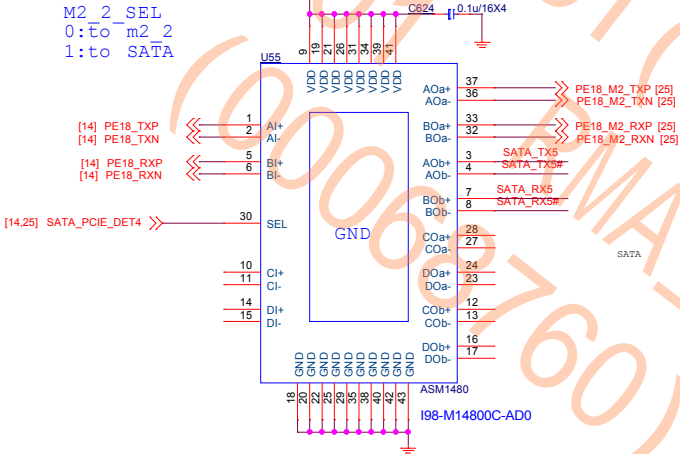 M2_2_SEL
0:to m2_2
1:to SATA
C624 0.1u/16X4
U55
9 19 21 26 31 34 39 41
VDD VDD VDD VDD VDD VDD VDD VDD
[14] PE18_TXP 1 AI+
[14] PE18_TXN 2 AI-
[14] PE18_RXP 5 BI+
[14] PE18_RXN 6 BI-
[14,25] SATA_PCIE_DET4 30 SEL
10 CI+
11 CI-
14 DI+
15 DI-
GND
AOa+ 37 PE18_M2_TXP [25]
AOa- 36 PE18_M2_TXN [25]
BOa+ 33 PE18_M2_RXP [25]
BOa- 32 PE18_M2_RXN [25]
AOb+ 3 SATA_TX5
AOb- 4 SATA_TX5#
BOb+ 7 SATA_RX5
BOb- 8 SATA_RX5#
COa+ 28
COa- 27
DOa+ 24
DOa- 23
COb+ 12
COb- 13
DOb+ 16
DOb- 17
SATA
GND GND GND GND GND GND GND GND GND GND
18 20 22 25 29 35 38 40 42 43
ASM1480
I98-M14800C-AD0
(00068760)
RMA_